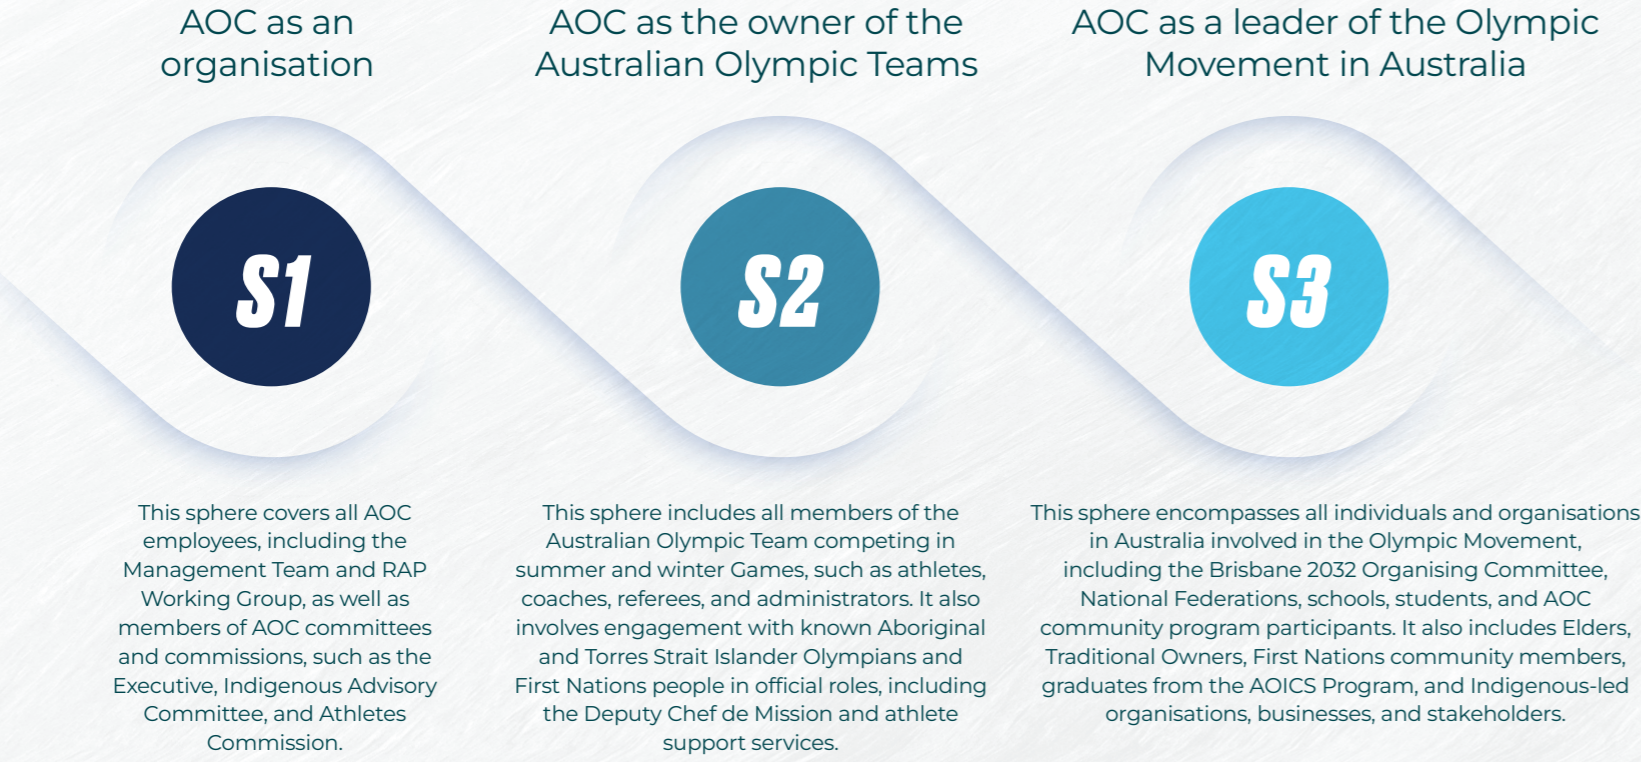 AOC as an
organisation
S1
This sphere covers all AOC
employees, including the
Management Team and RAP
Working Group, as well as
members of AOC committees
and commissions, such as the
Executive, Indigenous Advisory
Committee, and Athletes
Commission.
AOC as the owner of the
Australian Olympic Teams
S2
This sphere includes all members of the
Australian Olympic Team competing in
summer and winter Games, such as athletes,
coaches, referees, and administrators. It also
involves engagement with known Aboriginal
and Torres Strait Islander Olympians and
First Nations people in official roles, including
the Deputy Chef de Mission and athlete
support services.
AOC as a leader of the Olympic
Movement in Australia
S3
This sphere encompasses all individuals and organisations
in Australia involved in the Olympic Movement,
including the Brisbane 2032 Organising Committee,
National Federations, schools, students, and AOC
community program participants. It also includes Elders,
Traditional Owners, First Nations community members,
graduates from the AOICS Program, and Indigenous-led
organisations, businesses, and stakeholders.